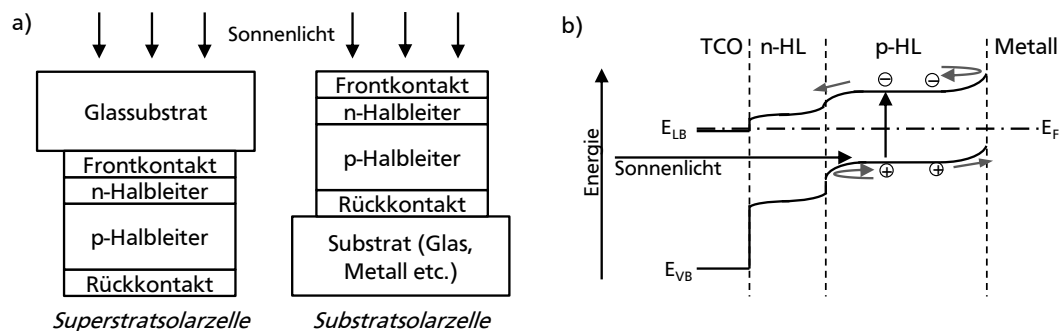 a)
Sonnenlicht
Glassubstrat
Frontkontakt
n-Halbleiter
p-Halbleiter
Rückkontakt
Superstratsolarzelle
Frontkontakt
n-Halbleiter
p-Halbleiter
Rückkontakt
Substrat (Glas,
Metall etc.)
Substratsolarzelle
b)
TCO n-HL p-HL Metall
Energie
E_LB
E_F
Sonnenlicht
E_VB